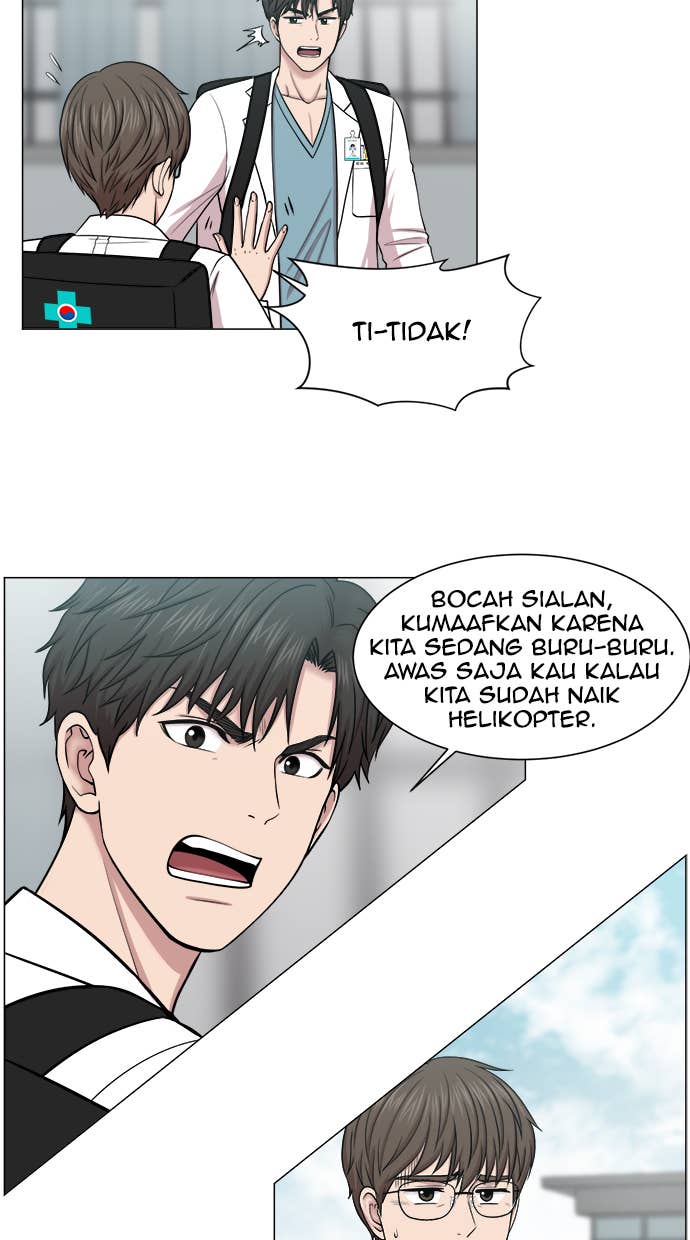 TI-TIDAK!
BOCAH SIALAN,
KUMAAFKAN KARENA
KITA SEDANG BURU-BURU.
AWAS SAJA KAU KALAU
KITA SUDAH NAIK
HELIKOPTER.